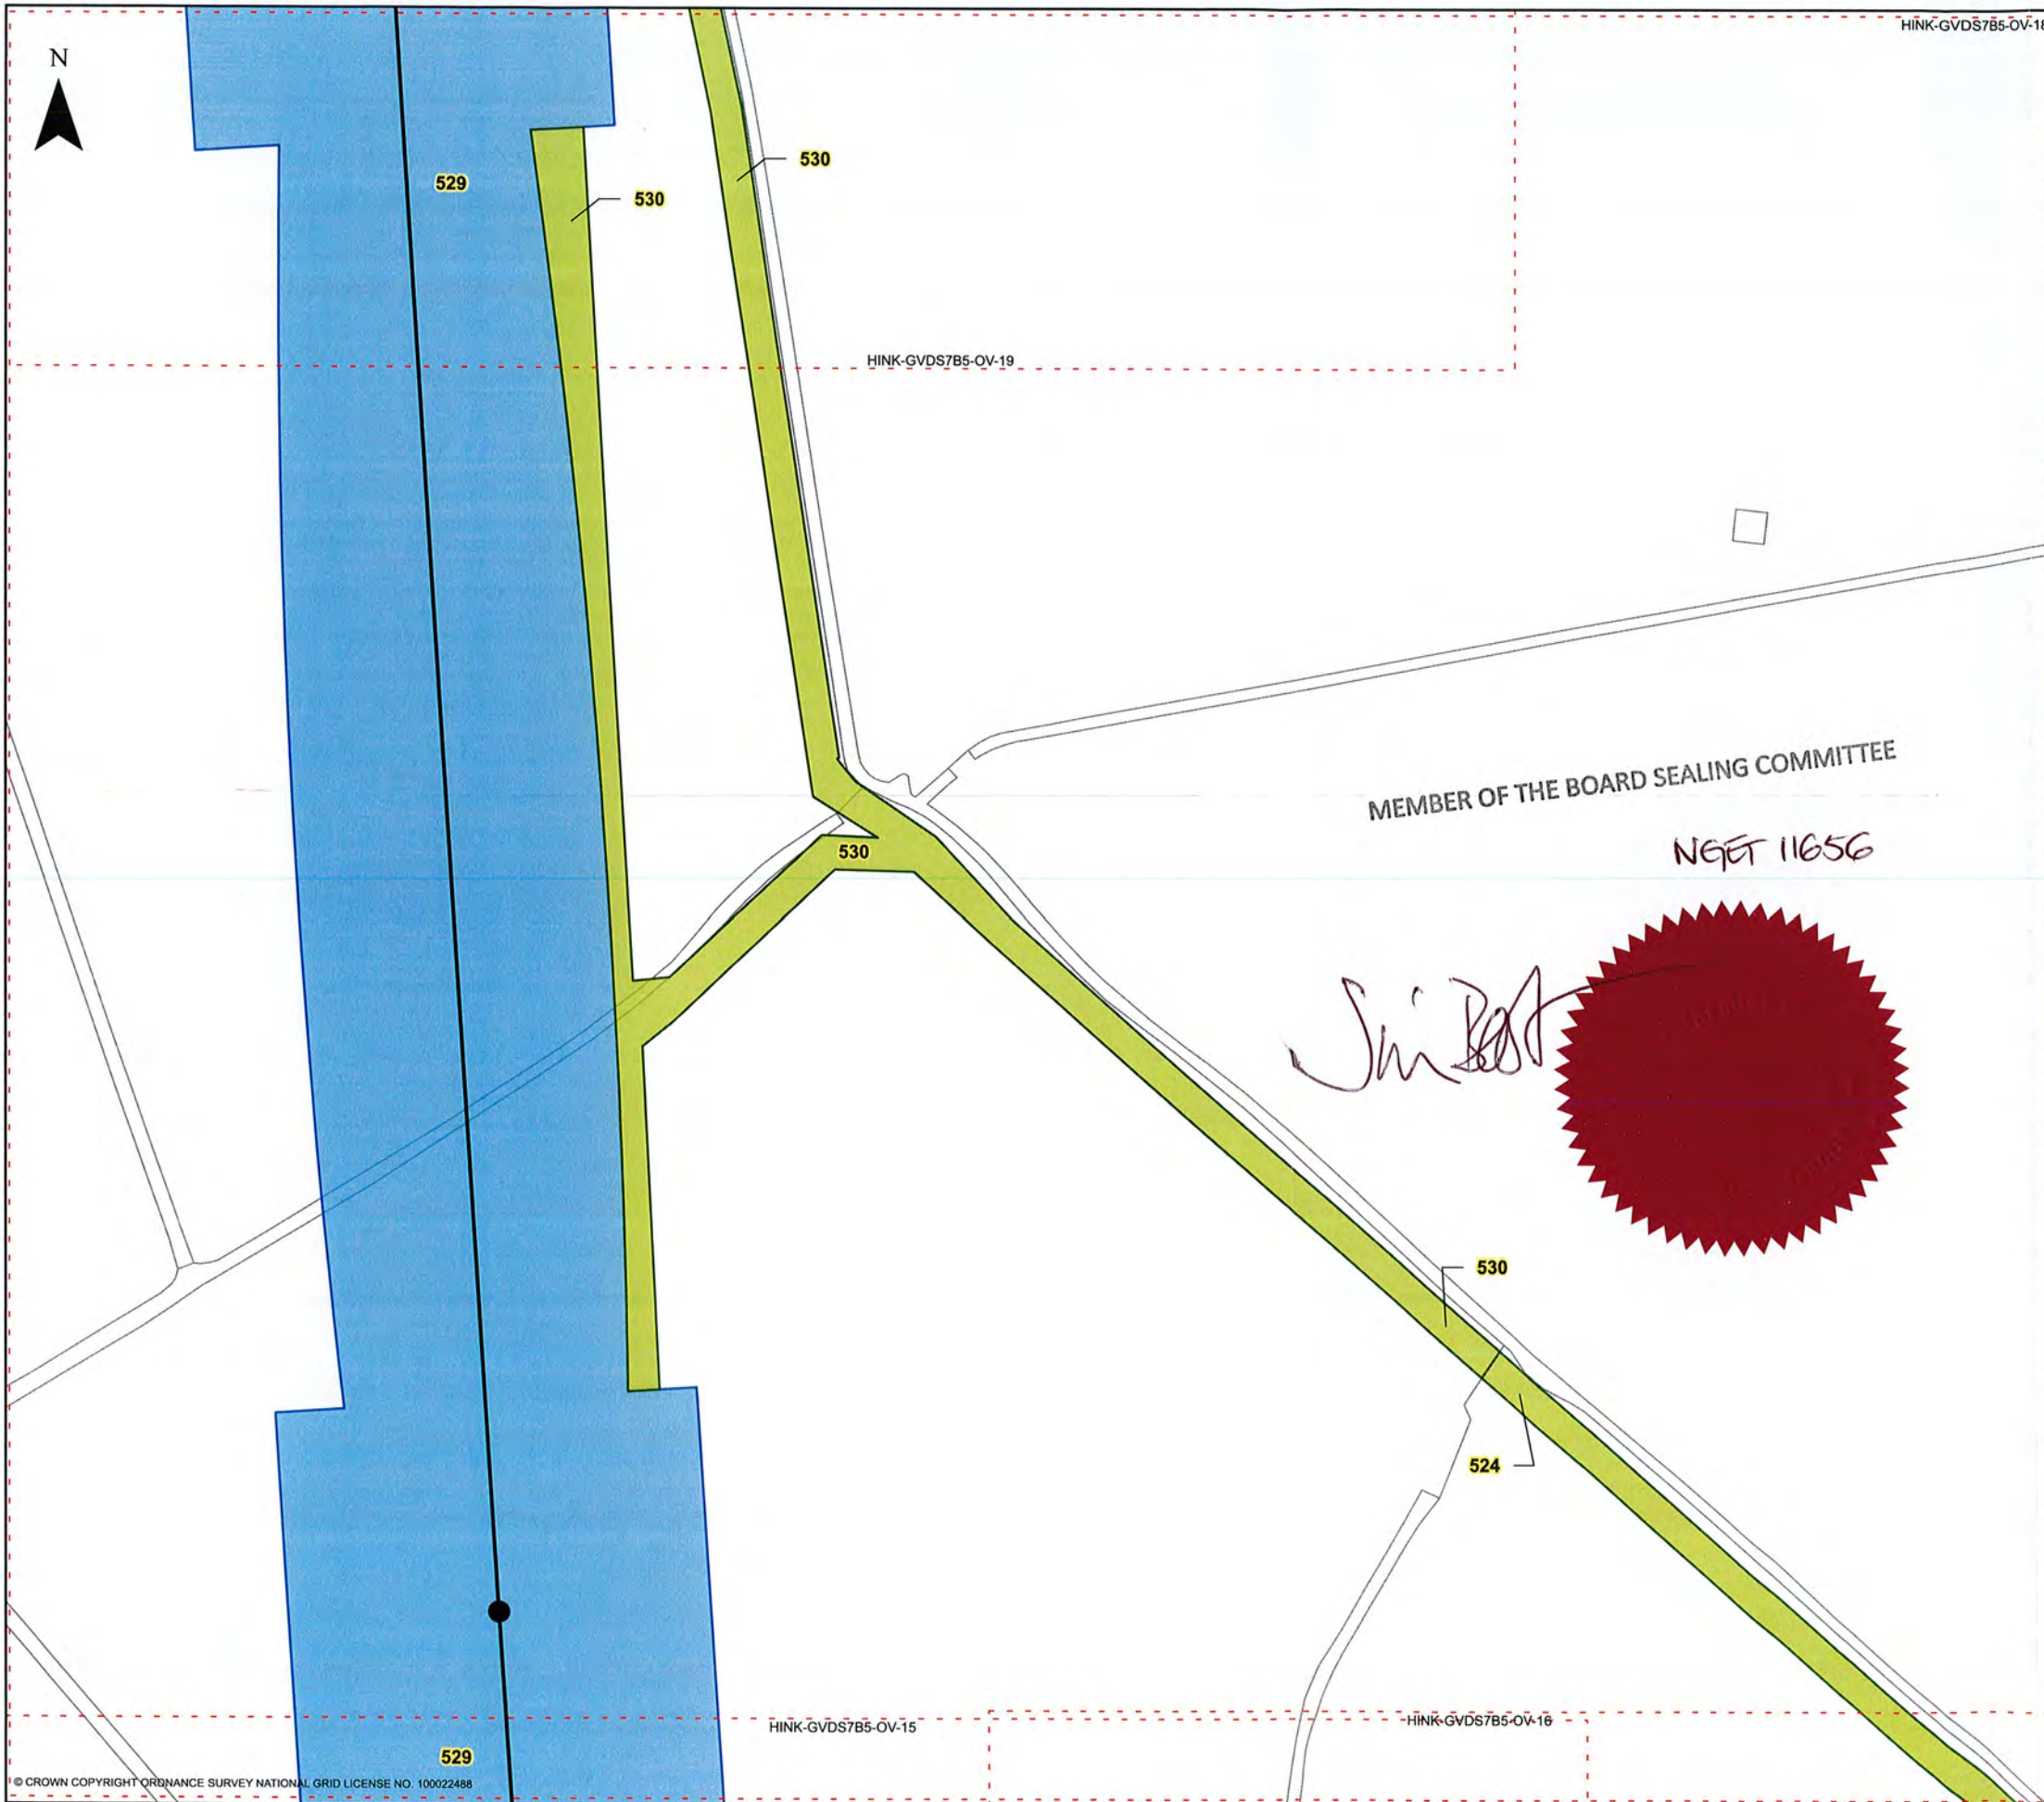 HINK-GVDS7B5-OV-18
N
530
529
530
HINK-GVDS7B5-OV-19
MEMBER OF THE BOARD SEALING COMMITTEE
NGET 11656
530
530
524
HINK-GVDS7B5-OV-15
HINK-GVDS7B5-OV-16
529
© CROWN COPYRIGHT ORDNANCE SURVEY NATIONAL GRID LICENSE NO. 100022488